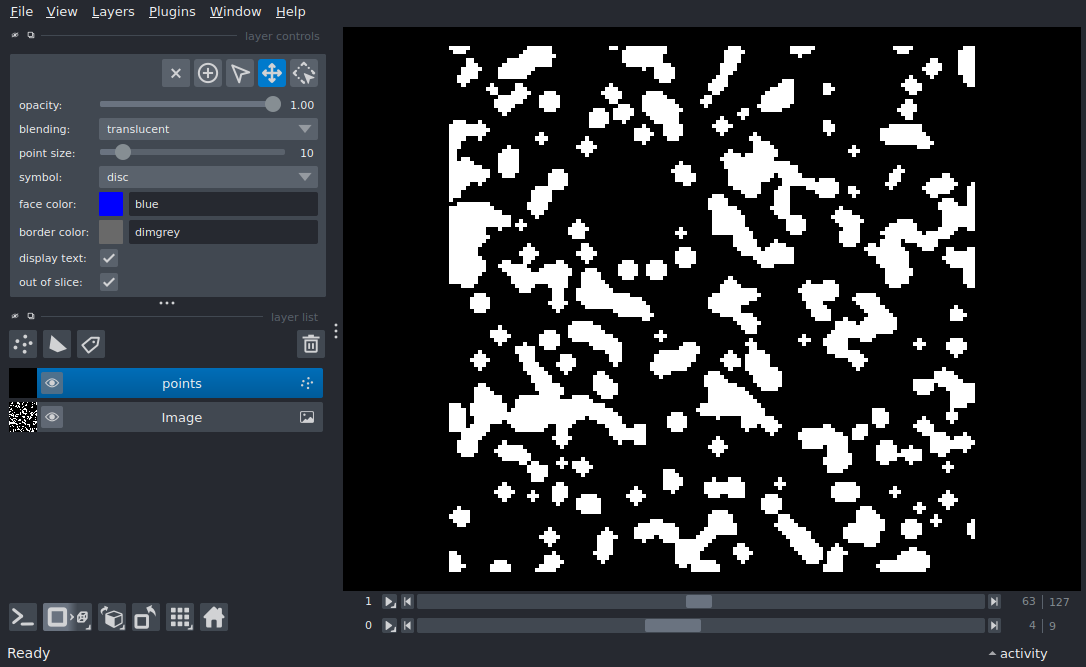 File View Layers Plugins Window Help
layer controls
opacity: 1.00
blending: translucent
point size: 10
symbol: disc
face color: blue
border color: dimgrey
display text:
out of slice:
layer list
points
Image
1 63 127
0 4 9
Ready activity